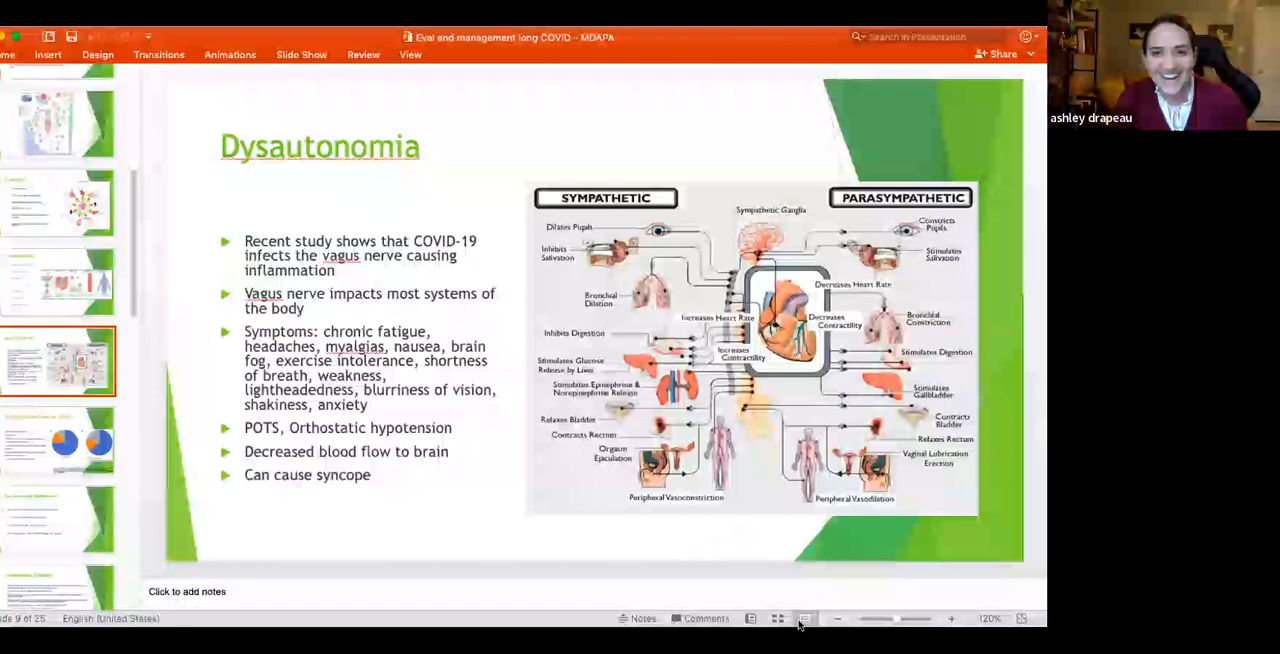 Eval and management long COVID – MDAPA
Search in Presentation
ome Insert Design Transitions Animations Slide Show Review View
Share
ashley drapeau
Dysautonomia
Recent study shows that COVID-19
infects the vagus nerve causing
inflammation
Vagus nerve impacts most systems of
the body
Symptoms: chronic fatigue,
headaches, myalgias, nausea, brain
fog, exercise intolerance, shortness
of breath, weakness,
lightheadedness, blurriness of vision,
shakiness, anxiety
POTS, Orthostatic hypotension
Decreased blood flow to brain
Can cause syncope
SYMPATHETIC
PARASYMPATHETIC
Sympathetic Ganglia
Dilates Pupils
Inhibits
Salivation
Bronchial
Dilation
Increases Heart Rate
Inhibits Digestion
Increases
Contractility
Stimulates Glucose
Release by Liver
Stimulates Epinephrine &
Norepinephrine Release
Relaxes Bladder
Contracts Rectum
Orgasm
Ejaculation
Peripheral Vasoconstriction
Constricts
Pupils
Stimulates
Salivation
Decreases Heart Rate
Decreases
Contractility
Bronchial
Constriction
Stimulates Digestion
Stimulates
Gallbladder
Contracts
Bladder
Relaxes Rectum
Vaginal Lubrication
Erection
Peripheral Vasodilation
Click to add notes
de 9 of 25 English (United States)
Notes Comments 120%